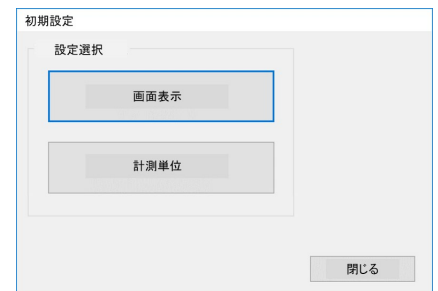 初期設定
設定選択
画面表示
計測単位
閉じる